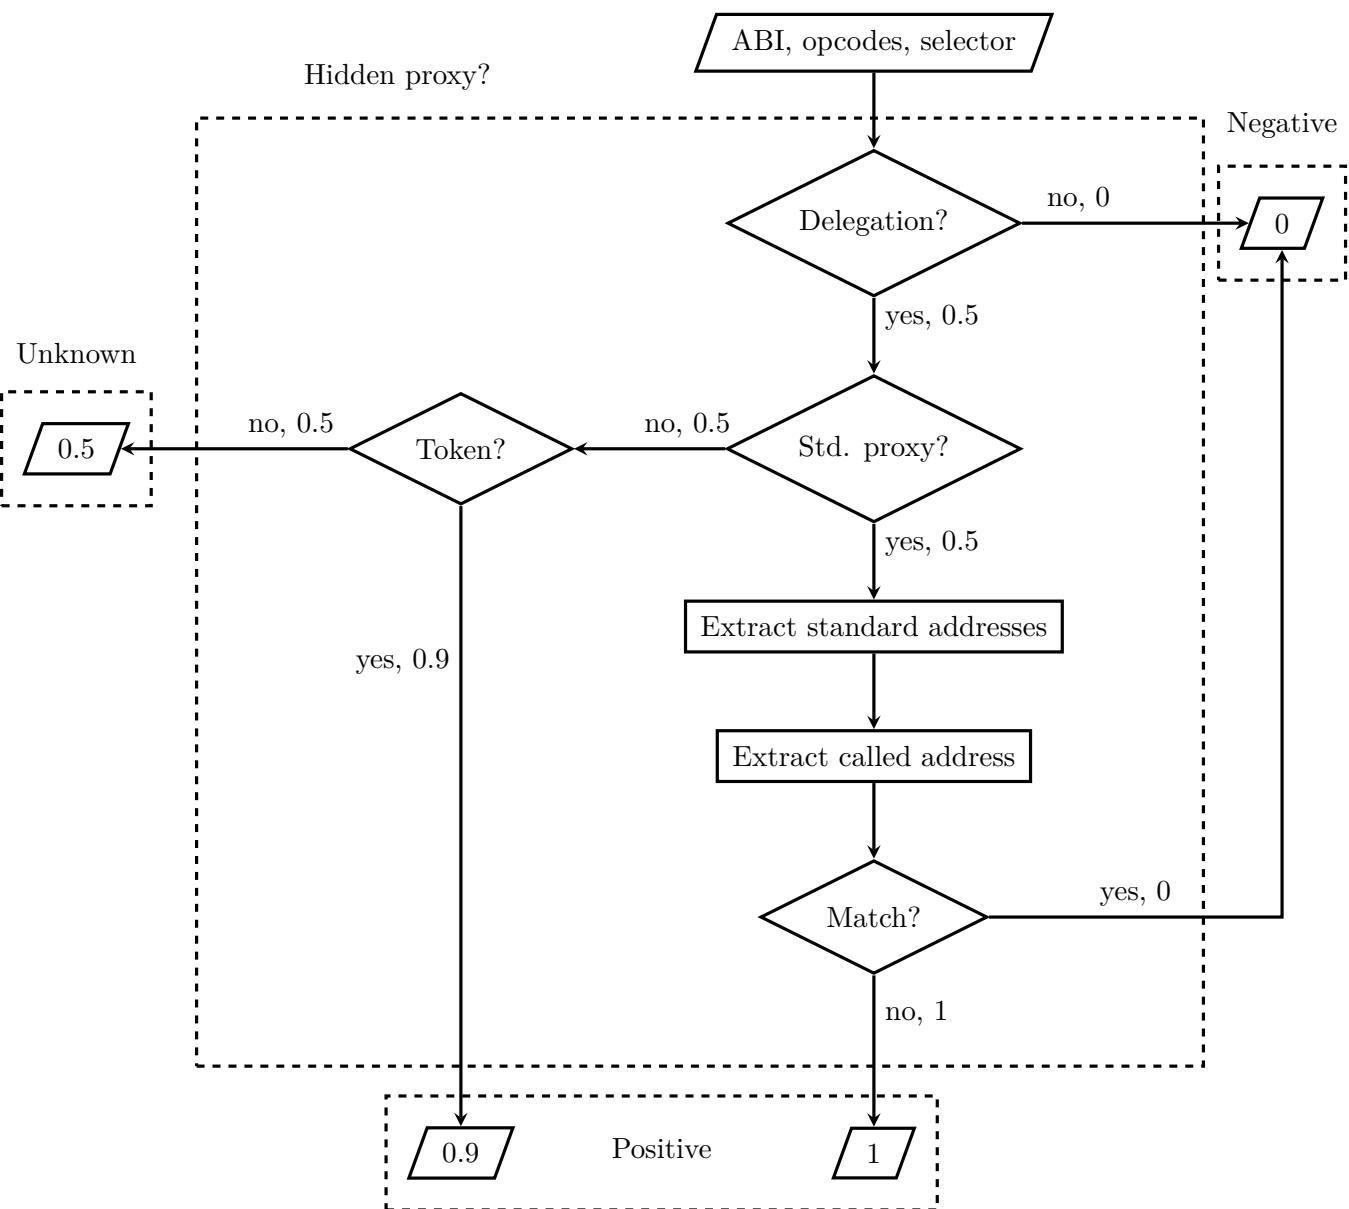 ABI, opcodes, selector
Hidden proxy?
Negative
Delegation?
no, 0
0
yes, 0.5
Unknown
0.5
no, 0.5
Token?
no, 0.5
Std. proxy?
yes, 0.5
Extract standard addresses
yes, 0.9
Extract called address
Match?
yes, 0
no, 1
0.9
Positive
1